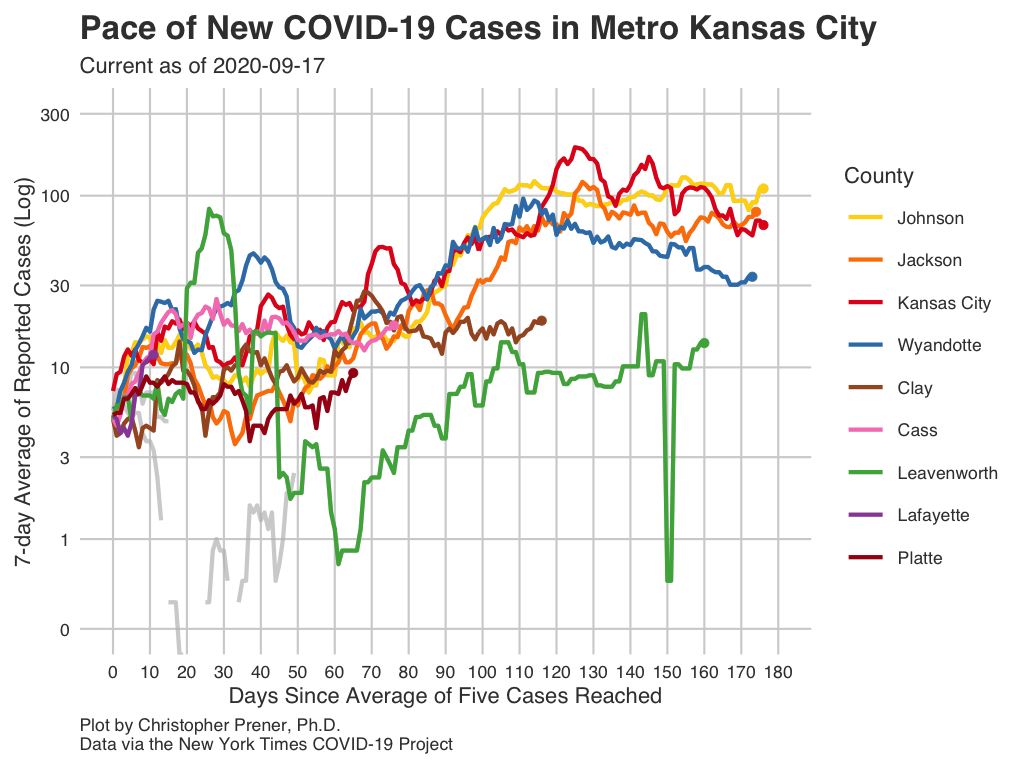 Pace of New COVID-19 Cases in Metro Kansas City
Current as of 2020-09-17
7-day Average of Reported Cases (Log)
300
100
30
10
3
1
0
0 10 20 30 40 50 60 70 80 90 100 110 120 130 140 150 160 170 180
Days Since Average of Five Cases Reached
County
Johnson
Jackson
Kansas City
Wyandotte
Clay
Cass
Leavenworth
Lafayette
Platte
Plot by Christopher Prener, Ph.D.
Data via the New York Times COVID-19 Project